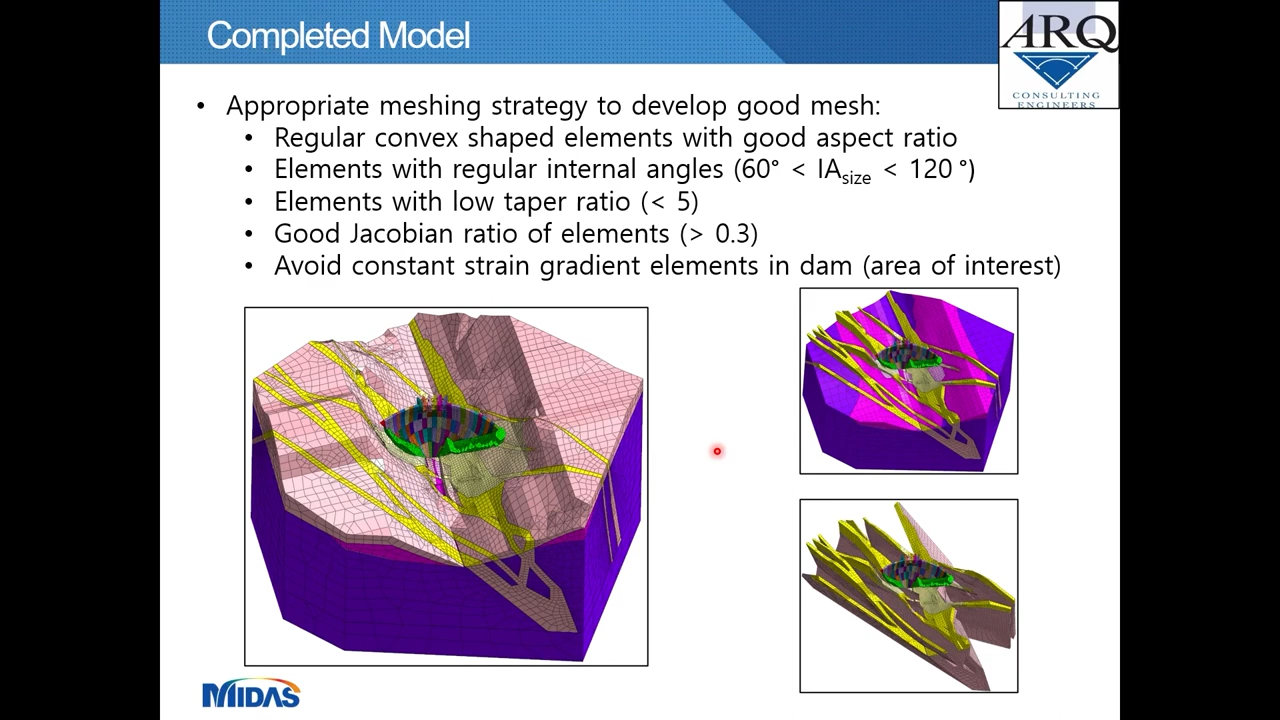 Completed Model
ARQ
CONSULTING
ENGINEERS
• Appropriate meshing strategy to develop good mesh:
• Regular convex shaped elements with good aspect ratio
• Elements with regular internal angles (60° < IAsize < 120 °)
• Elements with low taper ratio (< 5)
• Good Jacobian ratio of elements (> 0.3)
• Avoid constant strain gradient elements in dam (area of interest)
MIDAS